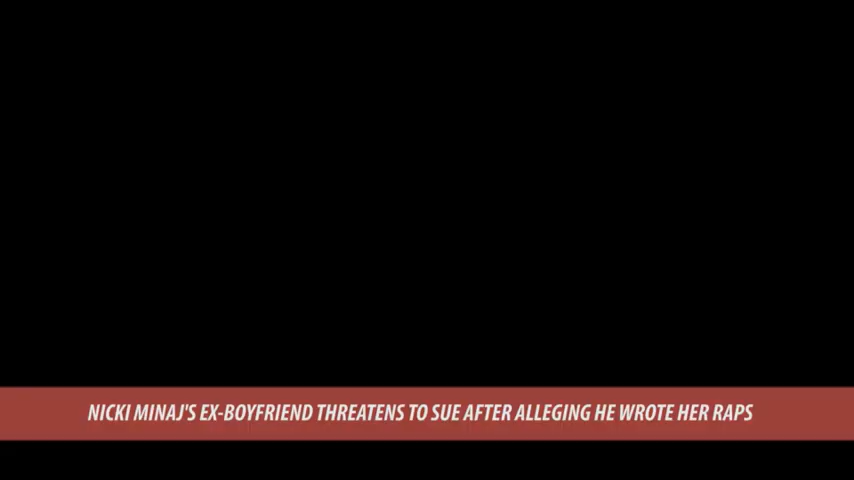 NICKI MINAJ'S EX-BOYFRIEND THREATENS TO SUE AFTER ALLEGING HE WROTE HER RAPS